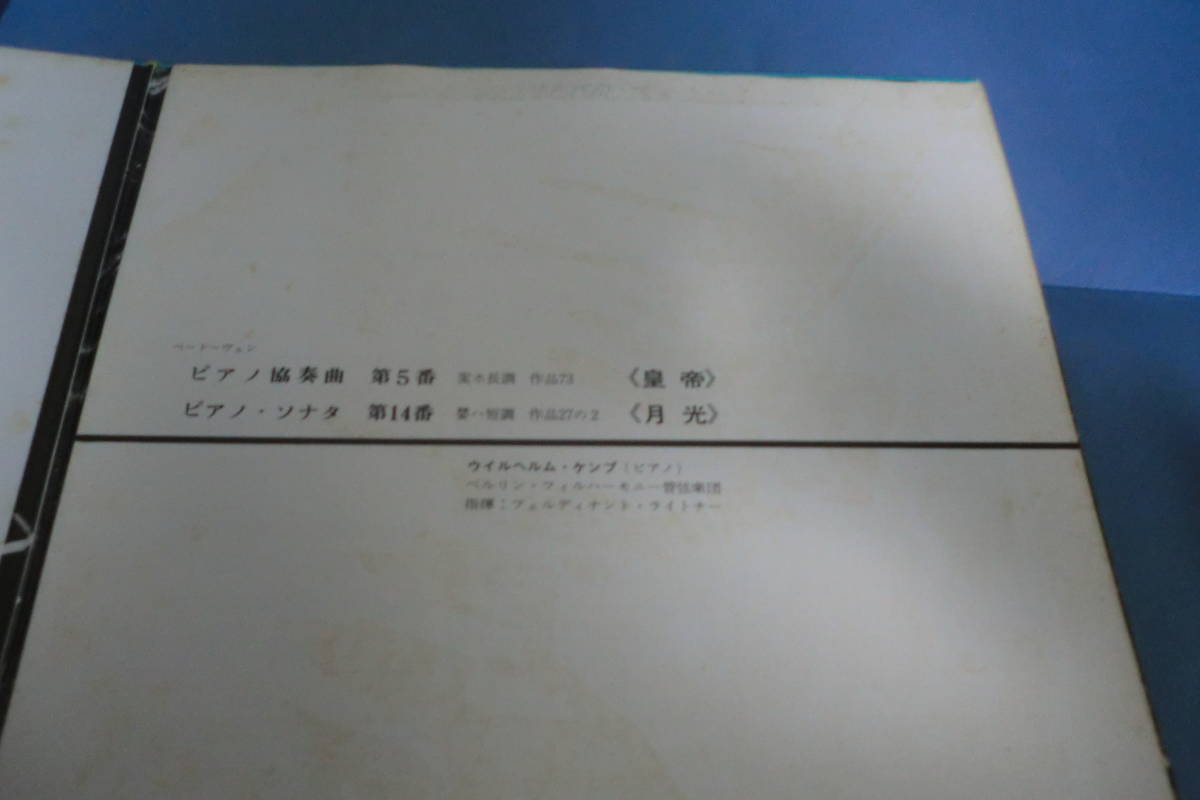 ベートーヴェン
ピアノ協奏曲 第5番 変ホ長調 作品73 《皇帝》
ピアノ・ソナタ 第14番 嬰ハ短調 作品27の2 《月光》
ウイルヘルム・ケンプ(ピアノ)
ベルリン・フィルハーモニー管弦楽団
指揮:フェルディナント・ライトナー